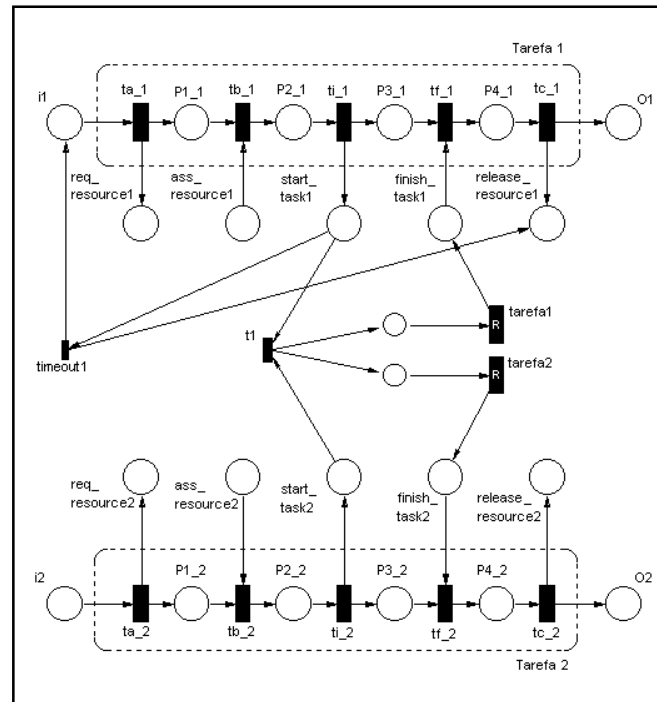 Tarefa 1
i1
ta_1
P1_1
tb_1
P2_1
ti_1
P3_1
tf_1
P4_1
tc_1
O1
req_
resource1
ass_
resource1
start_
task1
finish_
task1
release_
resource1
timeout1
t1
R
tarefa1
R
tarefa2
req_
resource2
ass_
resource2
start_
task2
finish_
task2
release_
resource2
i2
P1_2
P2_2
P3_2
P4_2
O2
ta_2
tb_2
ti_2
tf_2
tc_2
Tarefa 2